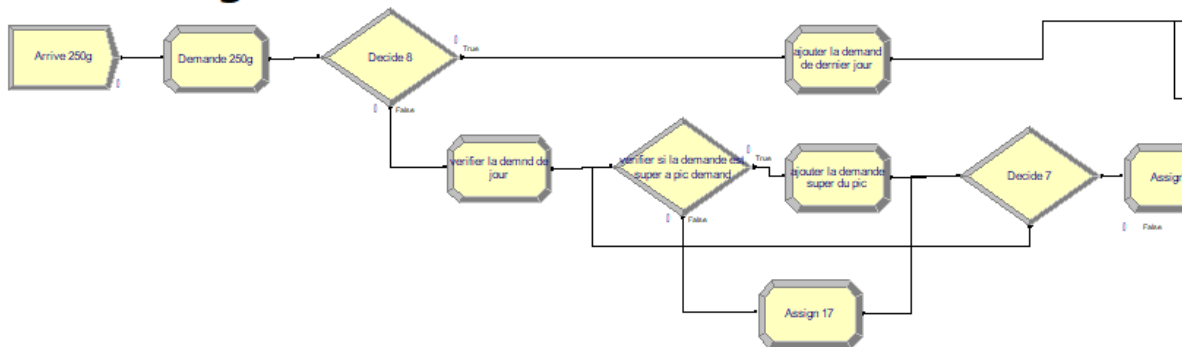 Arrive 250g
Demande 250g
Decide 8
True
False
ajouter la demand
de dernier jour
verifier la demnd de
jour
verifier si la demande est
super a pic demand
True
False
ajouter la demande
super du pic
Decide 7
False
Assign
Assign 17